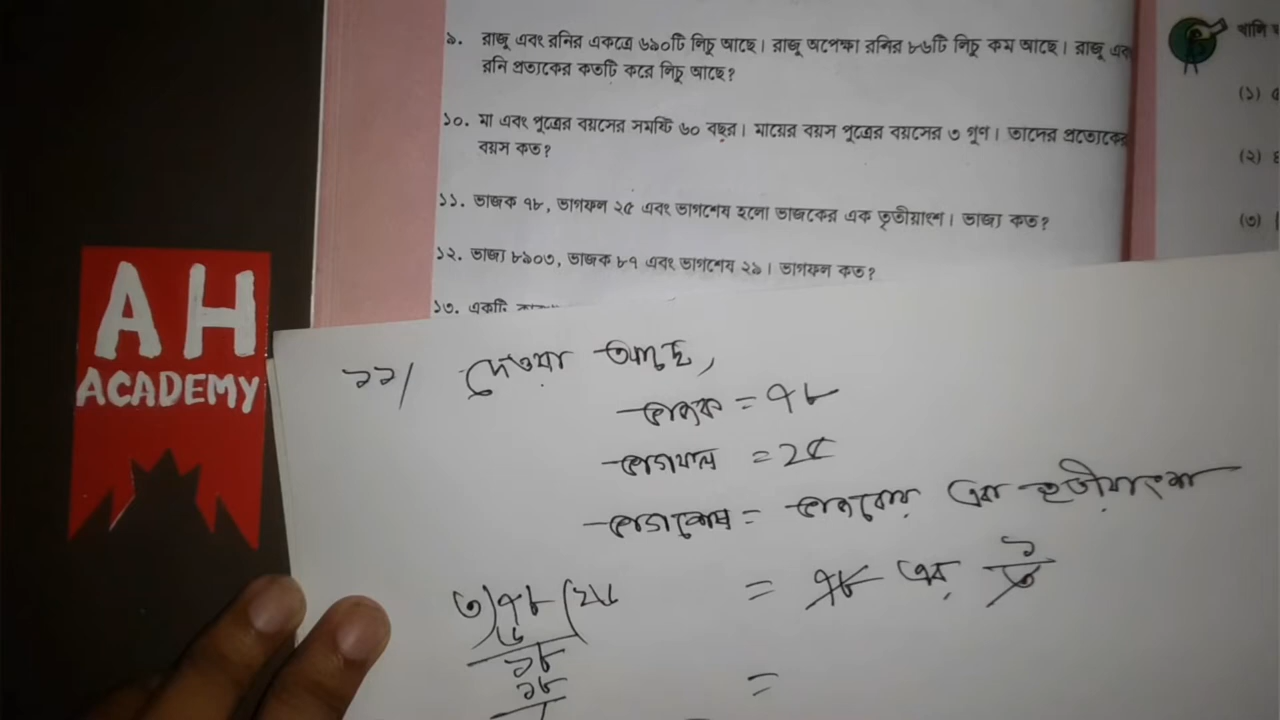 ৯. রাজু এবং রনির একত্রে ৬৯০টি লিচু আছে। রাজু অপেক্ষা রনির ৮৬টি লিচু কম আছে। রাজু এবং
রনি প্রত্যেকের কতটি করে লিচু আছে?
১০. মা এবং পুত্রের বয়সের সমষ্টি ৬০ বছর। মায়ের বয়স পুত্রের বয়সের ৩ গুণ। তাদের প্রত্যেকের
বয়স কত?
১১. ভাজক ৭৮, ভাগফল ২৫ এবং ভাগশেষ হলো ভাজকের এক তৃতীয়াংশ। ভাজ্য কত?
১২. ভাজ্য ৮৯০৩, ভাজক ৮৭ এবং ভাগশেষ ২৯। ভাগফল কত?
১৩. একটি
খালি
(১)
(২)
(৩)
AH
ACADEMY
১১/ দেওয়া আছে,
ভাজক = ৭৮
ভাগফল = ২৫
ভাগশেষ = ভাজকের এক তৃতীয়াংশ
= ৭৮ এর ১/৩
৩)৭৮(২৬
৬
১৮
১৮
=